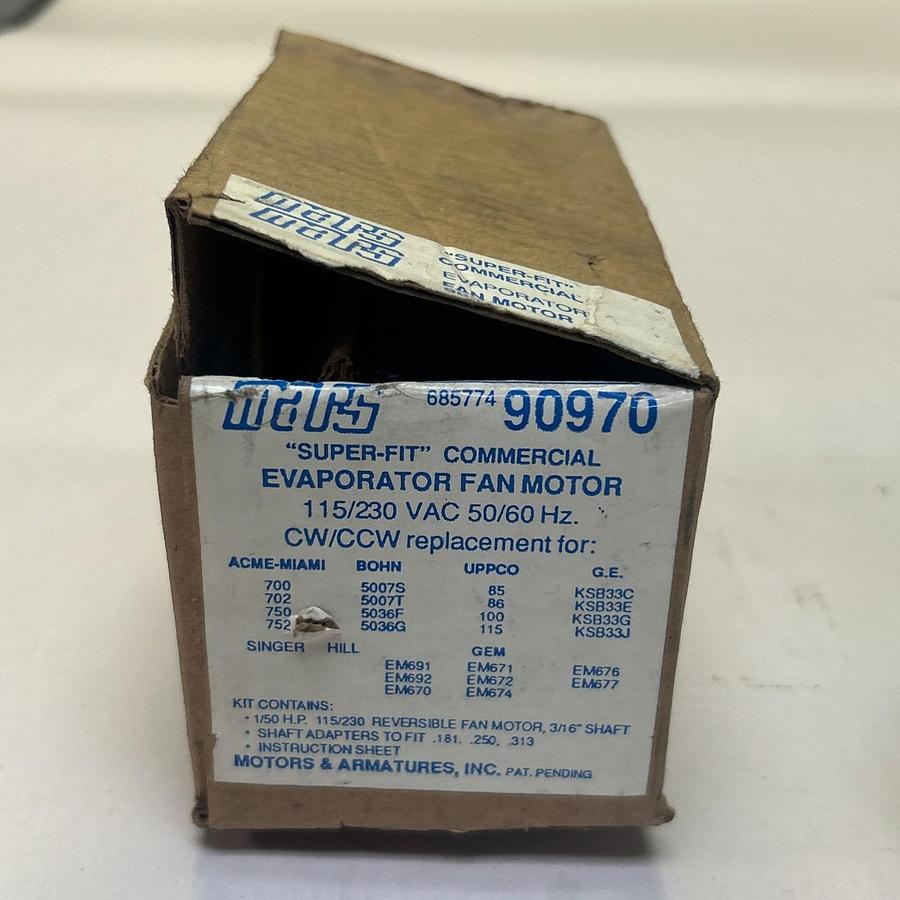 mars
mars
"SUPER-FIT"
COMMERCIAL
EVAPORATOR
FAN MOTOR
mars 685774 90970
"SUPER-FIT" COMMERCIAL
EVAPORATOR FAN MOTOR
115/230 VAC 50/60 Hz.
CW/CCW replacement for:
ACME-MIAMI BOHN UPPCO G.E.
700 5007S 85 KSB33C
702 5007T 86 KSB33E
750 5036F 100 KSB33G
752 5036G 115 KSB33J
SINGER HILL GEM
EM691 EM671 EM676
EM692 EM672 EM677
EM670 EM674
KIT CONTAINS:
• 1/50 H.P. 115/230 REVERSIBLE FAN MOTOR, 3/16" SHAFT
• SHAFT ADAPTERS TO FIT .181, .250, .313
• INSTRUCTION SHEET
MOTORS & ARMATURES, INC. PAT. PENDING